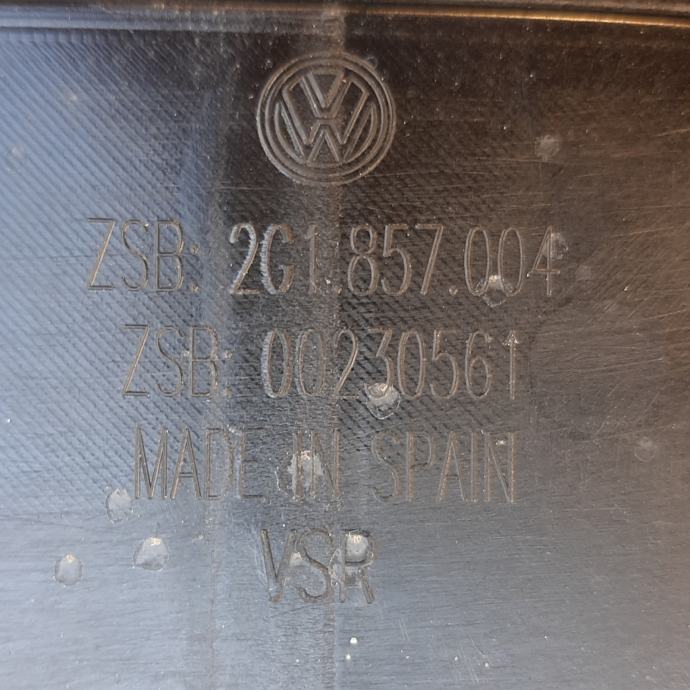 ZSB: 2G1.857.004
ZSB: 00230561
MADE IN SPAIN
VSR